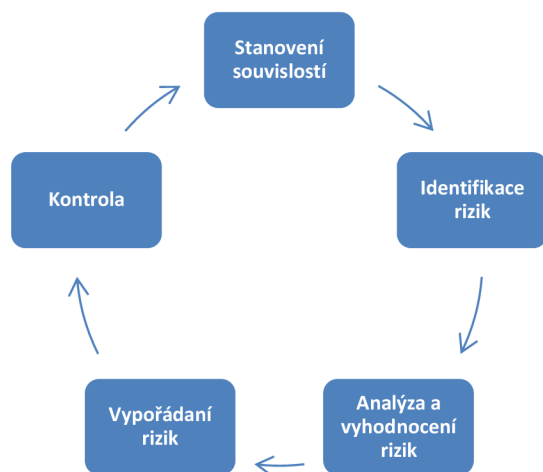 Stanovení
souvislostí
Identifikace
rizik
Analýza a
vyhodnocení
rizik
Vypořádaní
rizik
Kontrola